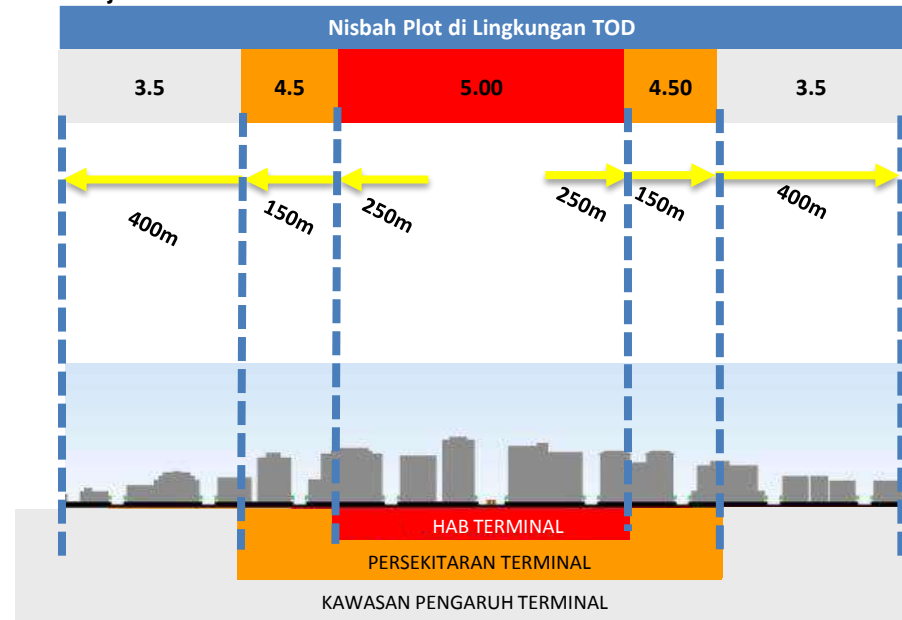 Nisbah Plot di Lingkungan TOD
3.5 4.5 5.00 4.50 3.5
400m 150m 250m 250m 150m 400m
HAB TERMINAL
PERSEKITARAN TERMINAL
KAWASAN PENGARUH TERMINAL